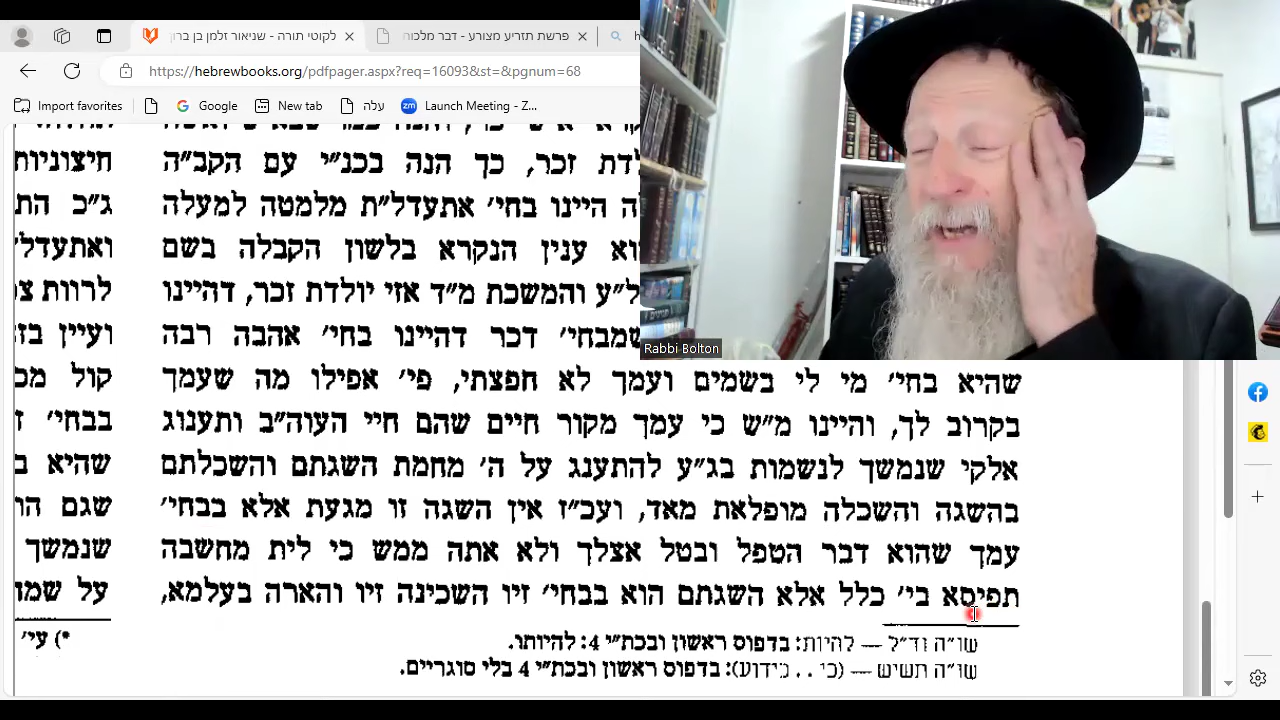 לקוטי תורה - שניאור זלמן בן ברוך
פרשת תזריע מצורע - דבר מלכות
https://hebrewbooks.org/pdfpager.aspx?req=16093&st=&pgnum=68
Import favorites
Google
New tab
עלה
Launch Meeting - Z...
Rabbi Bolton
לדת זכר, כך הנה בכנ״י עם הקב״ה
ה היינו בחי׳ אתעדל״ת מלמטה למעלה
וא ענין הנקרא בלשון הקבלה בשם
ל״ע והמשכת מ״ד אזי יולדת זכר, דהיינו
שמבחי׳ דכר דהיינו בחי׳ אהבה רבה
שהיא בחי׳ מי לי בשמים ועמך לא חפצתי, פי׳ אפילו מה שעמך
בקרוב לך, והיינו מ״ש כי עמך מקור חיים שהם חיי העוה״ב ותענוג
אלקי שנמשך לנשמות בג״ע להתענג על ה׳ מחמת השגתם והשכלתם
בהשגה והשכלה מופלאת מאד, ועכ״ז אין השגה זו מגעת אלא בבחי׳
עמך שהוא דבר הטפל ובטל אצלך ולא אתה ממש כי לית מחשבה
תפיסא בי׳ כלל אלא השגתם הוא בבחי׳ זיו השכינה זיו והארה בעלמא,
שו״ה וד״ל — להיות: בדפוס ראשון ובכת״י 4: להיותו.
שו״ה תשיש — (כי . . כידוע): בדפוס ראשון ובכת״י 4 בלי סוגריים.
חיצוניות
ג״כ הת
ואתעדל״
לרוות צ
ועיין בז
קול מכ
בבחי׳ ז
שהיא ב
שגם הו
שנמשך
על שמו
*) עי׳